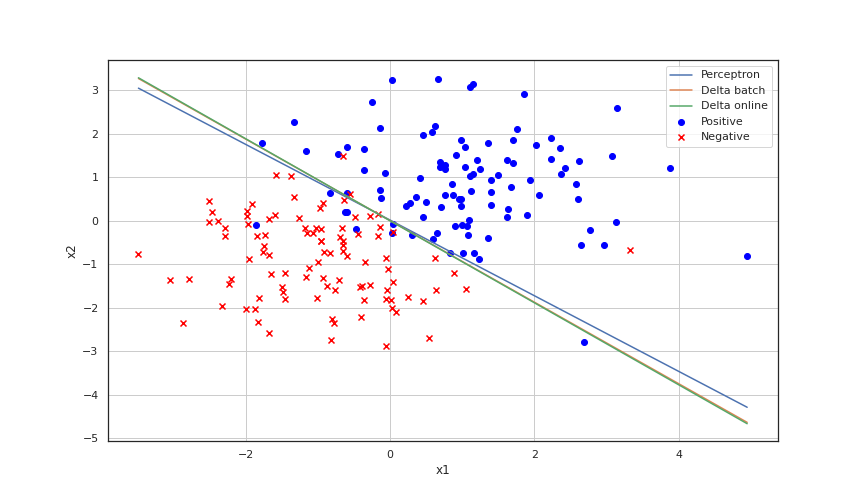 Perceptron
Delta batch
Delta online
Positive
Negative
3
2
1
0
−1
−2
−3
−4
−5
x2
−2
0
2
4
x1